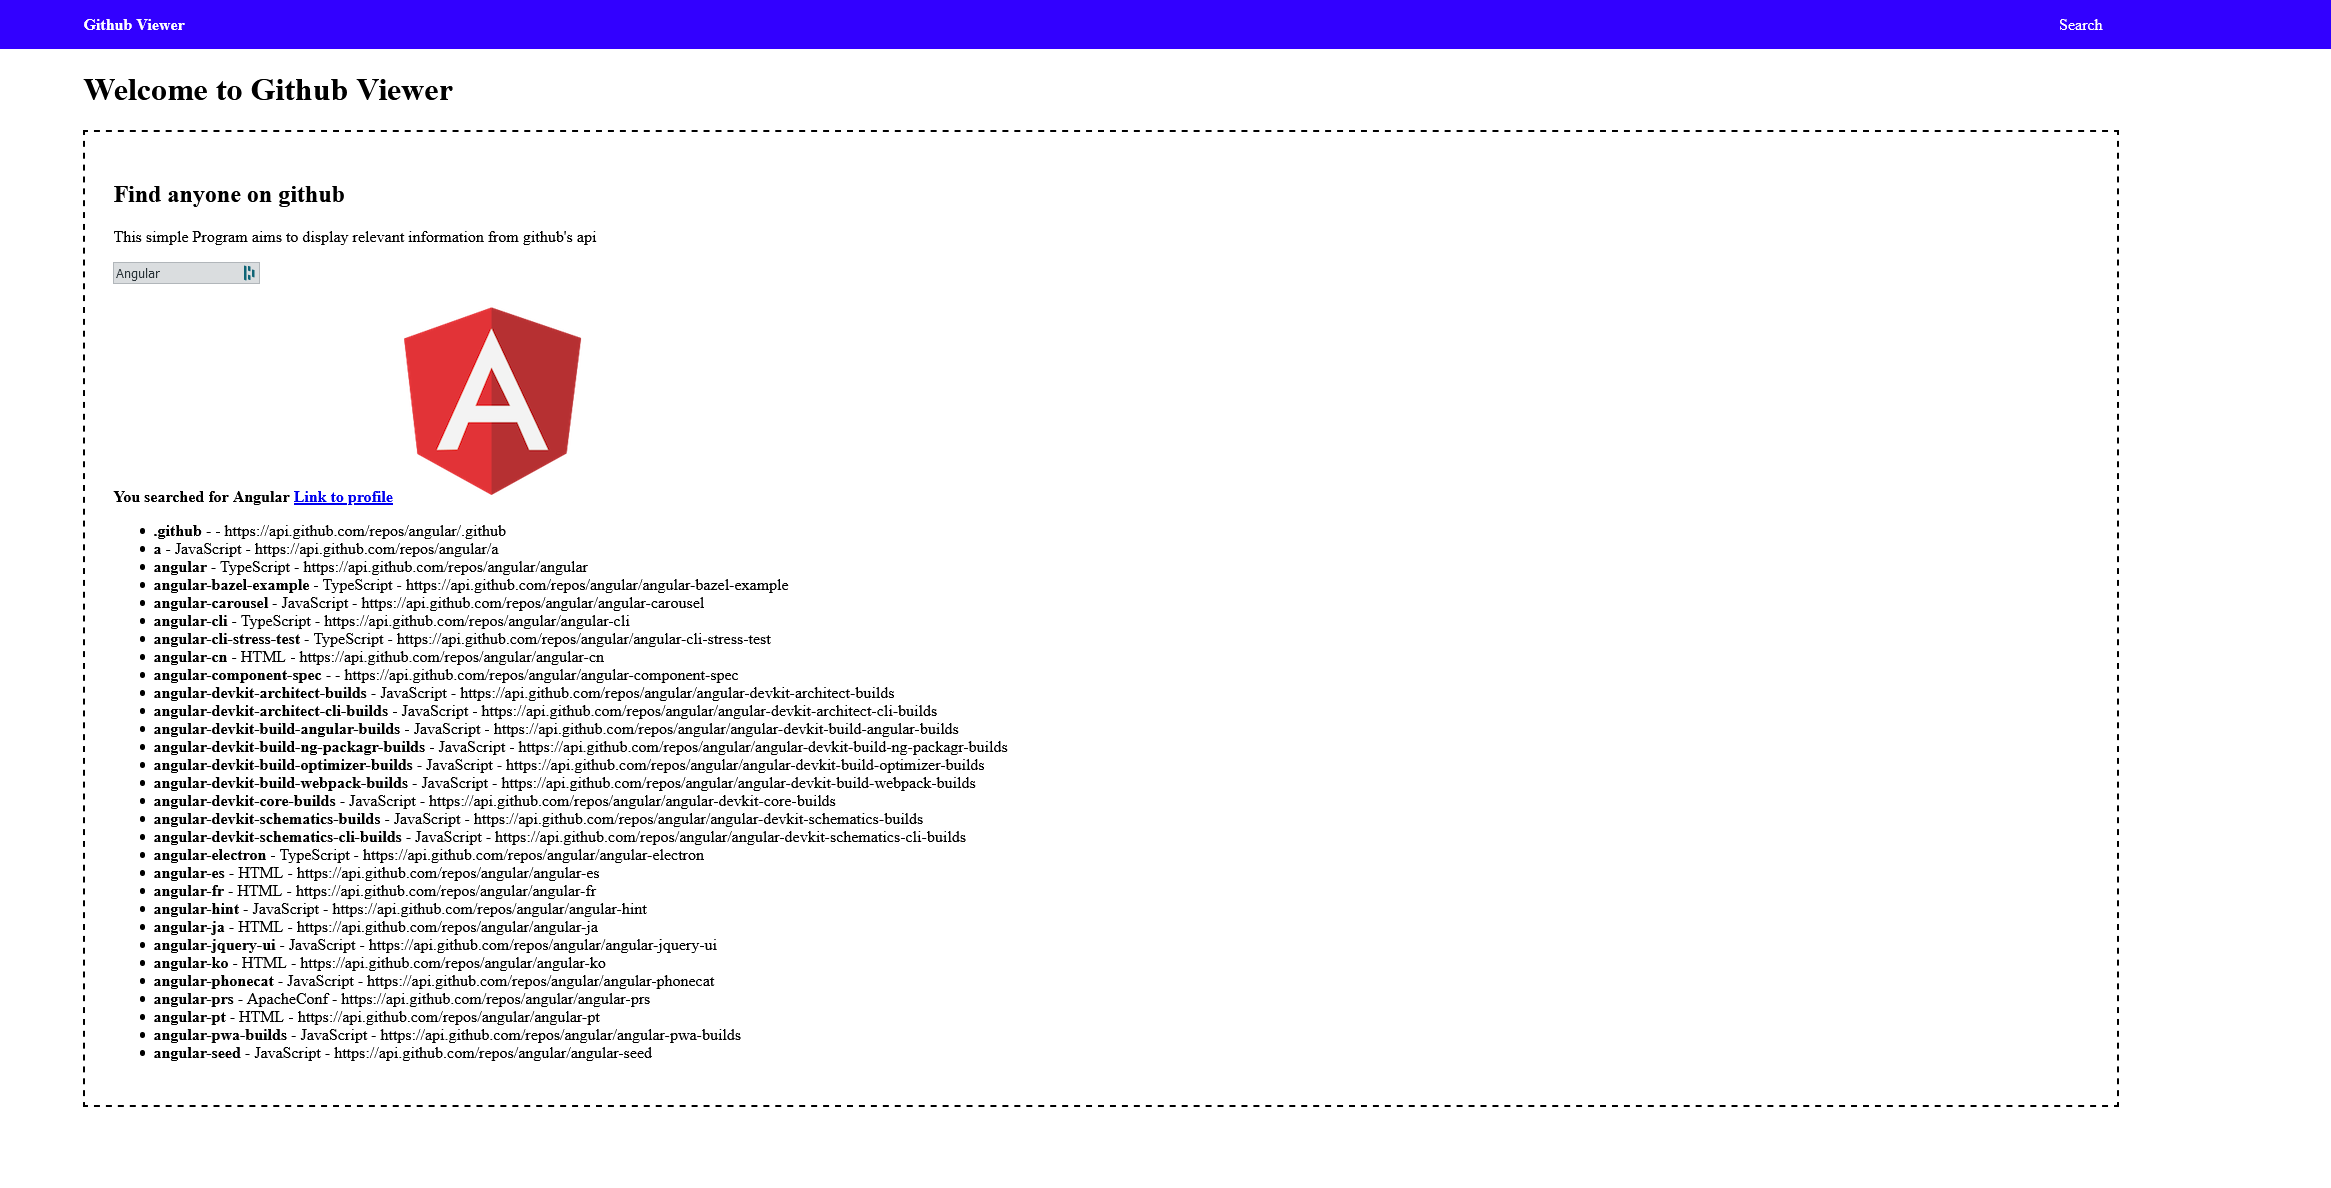 Github Viewer
Search
Welcome to Github Viewer
Find anyone on github
This simple Program aims to display relevant information from github's api
Angular
A
You searched for Angular Link to profile
.github - - https://api.github.com/repos/angular/.github
a - JavaScript - https://api.github.com/repos/angular/a
angular - TypeScript - https://api.github.com/repos/angular/angular
angular-bazel-example - TypeScript - https://api.github.com/repos/angular/angular-bazel-example
angular-carousel - JavaScript - https://api.github.com/repos/angular/angular-carousel
angular-cli - TypeScript - https://api.github.com/repos/angular/angular-cli
angular-cli-stress-test - TypeScript - https://api.github.com/repos/angular/angular-cli-stress-test
angular-cn - HTML - https://api.github.com/repos/angular/angular-cn
angular-component-spec - - https://api.github.com/repos/angular/angular-component-spec
angular-devkit-architect-builds - JavaScript - https://api.github.com/repos/angular/angular-devkit-architect-builds
angular-devkit-architect-cli-builds - JavaScript - https://api.github.com/repos/angular/angular-devkit-architect-cli-builds
angular-devkit-build-angular-builds - JavaScript - https://api.github.com/repos/angular/angular-devkit-build-angular-builds
angular-devkit-build-ng-packagr-builds - JavaScript - https://api.github.com/repos/angular/angular-devkit-build-ng-packagr-builds
angular-devkit-build-optimizer-builds - JavaScript - https://api.github.com/repos/angular/angular-devkit-build-optimizer-builds
angular-devkit-build-webpack-builds - JavaScript - https://api.github.com/repos/angular/angular-devkit-build-webpack-builds
angular-devkit-core-builds - JavaScript - https://api.github.com/repos/angular/angular-devkit-core-builds
angular-devkit-schematics-builds - JavaScript - https://api.github.com/repos/angular/angular-devkit-schematics-builds
angular-devkit-schematics-cli-builds - JavaScript - https://api.github.com/repos/angular/angular-devkit-schematics-cli-builds
angular-electron - TypeScript - https://api.github.com/repos/angular/angular-electron
angular-es - HTML - https://api.github.com/repos/angular/angular-es
angular-fr - HTML - https://api.github.com/repos/angular/angular-fr
angular-hint - JavaScript - https://api.github.com/repos/angular/angular-hint
angular-ja - HTML - https://api.github.com/repos/angular/angular-ja
angular-jquery-ui - JavaScript - https://api.github.com/repos/angular/angular-jquery-ui
angular-ko - HTML - https://api.github.com/repos/angular/angular-ko
angular-phonecat - JavaScript - https://api.github.com/repos/angular/angular-phonecat
angular-prs - ApacheConf - https://api.github.com/repos/angular/angular-prs
angular-pt - HTML - https://api.github.com/repos/angular/angular-pt
angular-pwa-builds - JavaScript - https://api.github.com/repos/angular/angular-pwa-builds
angular-seed - JavaScript - https://api.github.com/repos/angular/angular-seed